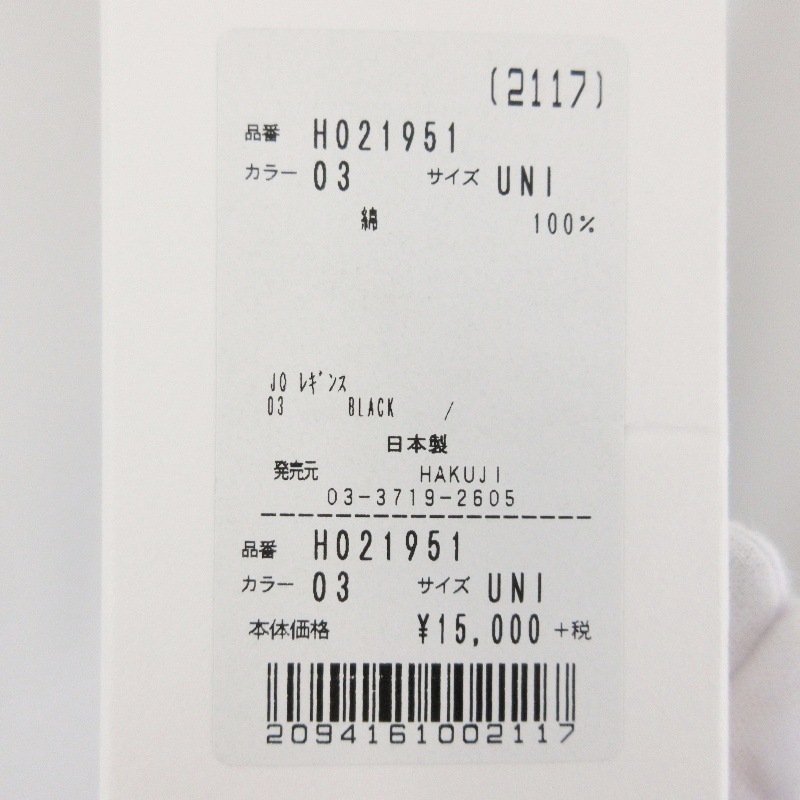 (2117)
品番 H021951
カラー 03 サイズ UNI
綿 100%
JQ ﾚｷﾞﾝｽ
03 BLACK /
日本製
発売元 HAKUJI
03-3719-2605
品番 H021951
カラー 03 サイズ UNI
本体価格 ¥15,000 +税
2094161002117